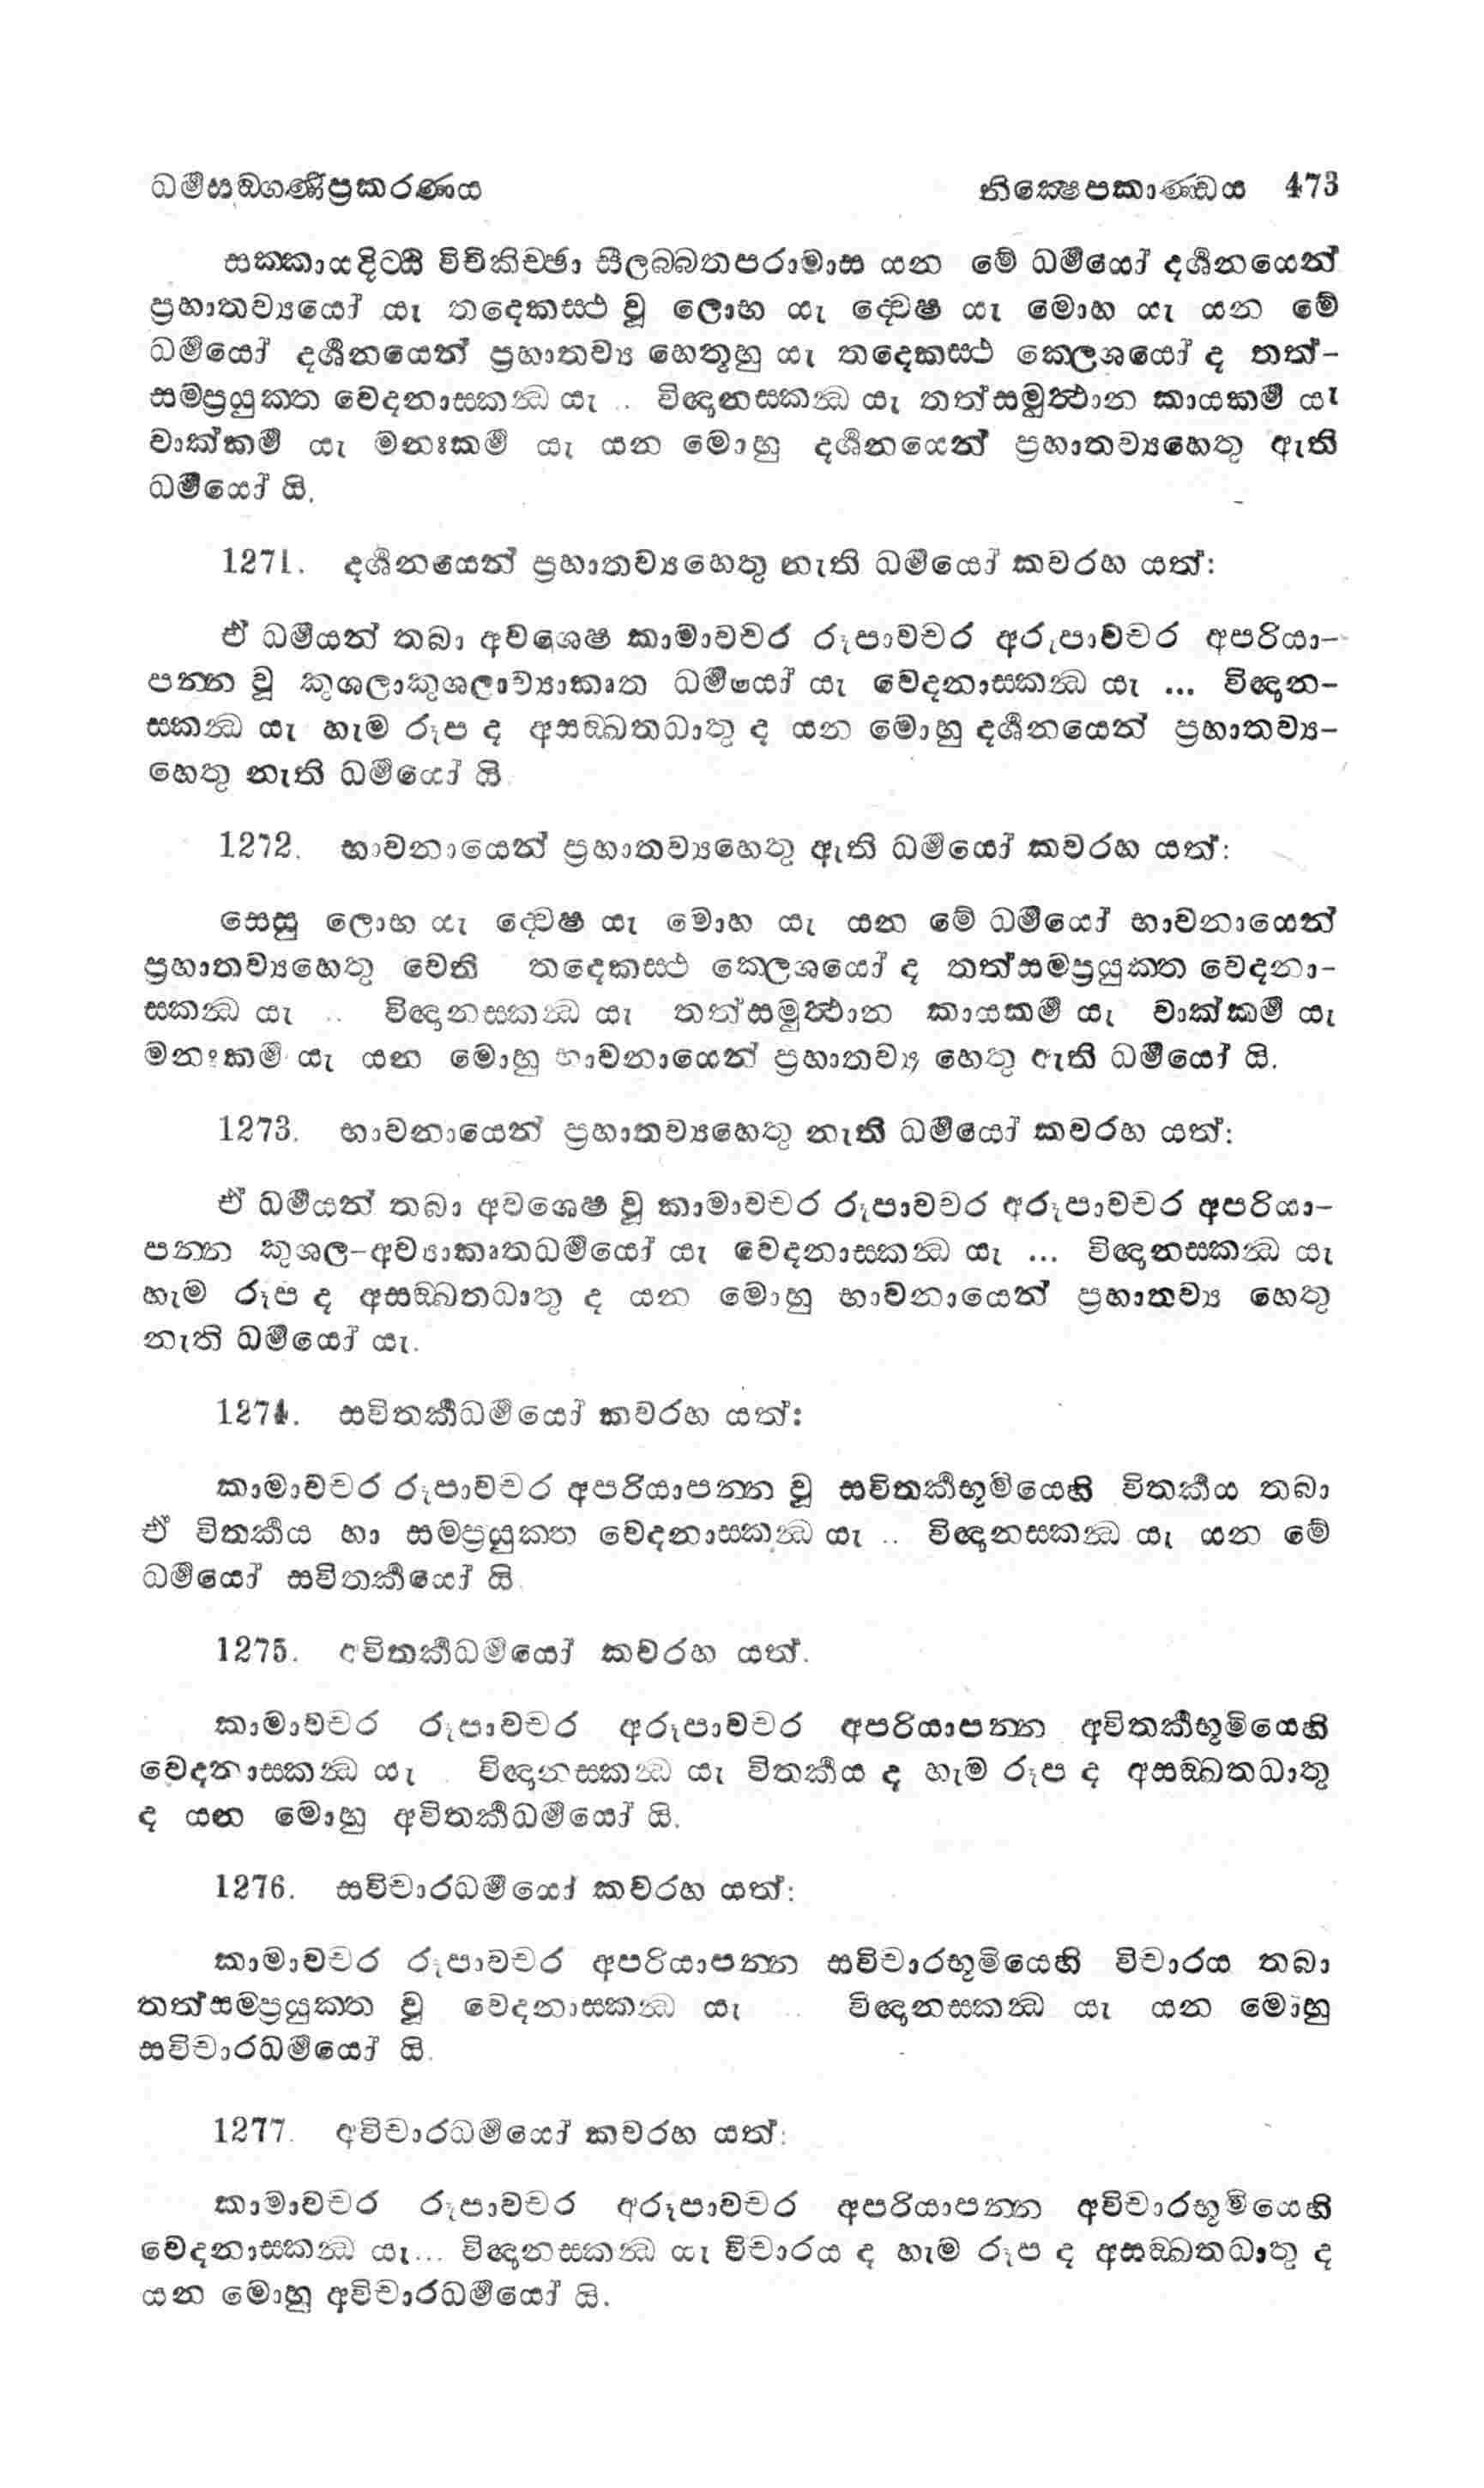 ධර්මසඞ්ගණිප්‍රකරණය නික්‍ෂෙපකාණ්ඩය 473
සක්කායදිට්ඨි විචිකිච්ඡා සීලබ්බතපරාමාස යන මේ ධර්මයෝ දර්ශනයෙන්
ප්‍රහාතව්‍යයෝ යැ තදෙකස්ථ වූ ලොභ යැ ද්වෙෂ යැ මොහ යැ යන මේ
ධර්මයෝ දර්ශනයෙන් ප්‍රහාතව්‍ය හෙතූහු යැ තදෙකස්ථ ක්ලෙශයෝ ද තත්-
සම්ප්‍රයුක්ත වෙදනාස්කන්ධ යැ .. විඥානස්කන්ධ යැ තත්සමුත්ථාන කායකර්ම යැ
වාක්කර්ම යැ මනඃකර්ම යැ යන මොහු දර්ශනයෙන් ප්‍රහාතව්‍යහෙතු ඇති
ධර්මයෝ යි.
1271. දර්ශනයෙන් ප්‍රහාතව්‍යහෙතු නැති ධර්මයෝ කවරහ යත්:
ඒ ධර්මයන් තබා අවශෙෂ කාමාවචර රූපාවචර අරූපාවචර අපරියා-
පන්න වූ කුශලාකුශලාව්‍යාකෘත ධර්මයෝ යැ වෙදනාස්කන්ධ යැ ... විඥාන-
ස්කන්ධ යැ හැම රූප ද අසඞ්ඛතධාතු ද යන මොහු දර්ශනයෙන් ප්‍රහාතව්‍ය-
හෙතු නැති ධර්මයෝ යි.
1272. භාවනායෙන් ප්‍රහාතව්‍යහෙතු ඇති ධර්මයෝ කවරහ යත්:
සෙසු ලොභ යැ ද්වෙෂ යැ මොහ යැ යන මේ ධර්මයෝ භාවනායෙන්
ප්‍රහාතව්‍යහෙතු වෙති තදෙකස්ථ ක්ලෙශයෝ ද තත්සම්ප්‍රයුක්ත වෙදනා-
ස්කන්ධ යැ .. විඥානස්කන්ධ යැ තත්සමුත්ථාන කායකර්ම යැ වාක්කර්ම යැ
මනඃකර්ම යැ යන මොහු භාවනායෙන් ප්‍රහාතව්‍ය හෙතු ඇති ධර්මයෝ යි.
1273. භාවනායෙන් ප්‍රහාතව්‍යහෙතු නැති ධර්මයෝ කවරහ යත්:
ඒ ධර්මයන් තබා අවශෙෂ වූ කාමාවචර රූපාවචර අරූපාවචර අපරියා-
පන්න කුශල-අව්‍යාකෘතධර්මයෝ යැ වෙදනාස්කන්ධ යැ ... විඥානස්කන්ධ යැ
හැම රූප ද අසඞ්ඛතධාතු ද යන මොහු භාවනායෙන් ප්‍රහාතව්‍ය හෙතු
නැති ධර්මයෝ යැ.
1274. සවිතර්කධර්මයෝ කවරහ යත්:
කාමාවචර රූපාවචර අපරියාපන්න වූ සවිතර්කභූමියෙහි විතර්කය තබා
ඒ විතර්කය හා සම්ප්‍රයුක්ත වෙදනාස්කන්ධ යැ .. විඥානස්කන්ධ යැ යන මේ
ධර්මයෝ සවිතර්කයෝ යි.
1275. අවිතර්කධර්මයෝ කවරහ යත්.
කාමාවචර රූපාවචර අරූපාවචර අපරියාපන්න අවිතර්කභූමියෙහි
වෙදනාස්කන්ධ යැ . විඥානස්කන්ධ යැ විතර්කය ද හැම රූප ද අසඞ්ඛතධාතු
ද යන මොහු අවිතර්කධර්මයෝ යි.
1276. සවිචාරධර්මයෝ කවරහ යත්:
කාමාවචර රූපාවචර අපරියාපන්න සවිචාරභූමියෙහි විචාරය තබා
තත්සම්ප්‍රයුක්ත වූ වෙදනාස්කන්ධ යැ .. විඥානස්කන්ධ යැ යන මොහු
සවිචාරධර්මයෝ යි.
1277. අවිචාරධර්මයෝ කවරහ යත්:
කාමාවචර රූපාවචර අරූපාවචර අපරියාපන්න අවිචාරභූමියෙහි
වෙදනාස්කන්ධ යැ... විඥානස්කන්ධ යැ විචාරය ද හැම රූප ද අසඞ්ඛතධාතු ද
යන මොහු අවිචාරධර්මයෝ යි.